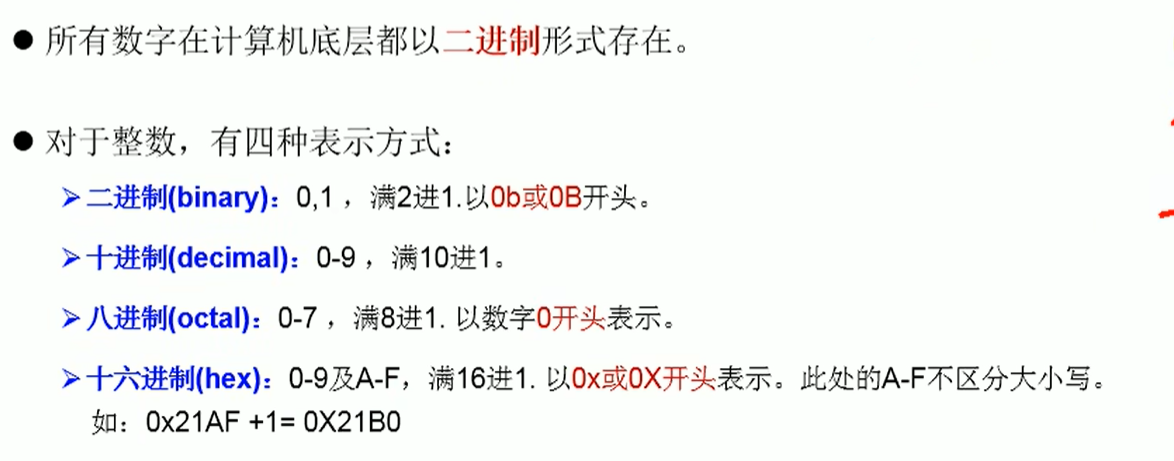 ● 所有数字在计算机底层都以二进制形式存在。
● 对于整数，有四种表示方式：
➢ 二进制(binary)：0,1 ，满2进1.以0b或0B开头。
➢ 十进制(decimal)：0-9 ，满10进1。
➢ 八进制(octal)：0-7 ，满8进1. 以数字0开头表示。
➢ 十六进制(hex)：0-9及A-F，满16进1. 以0x或0X开头表示。此处的A-F不区分大小写。
如：0x21AF +1= 0X21B0